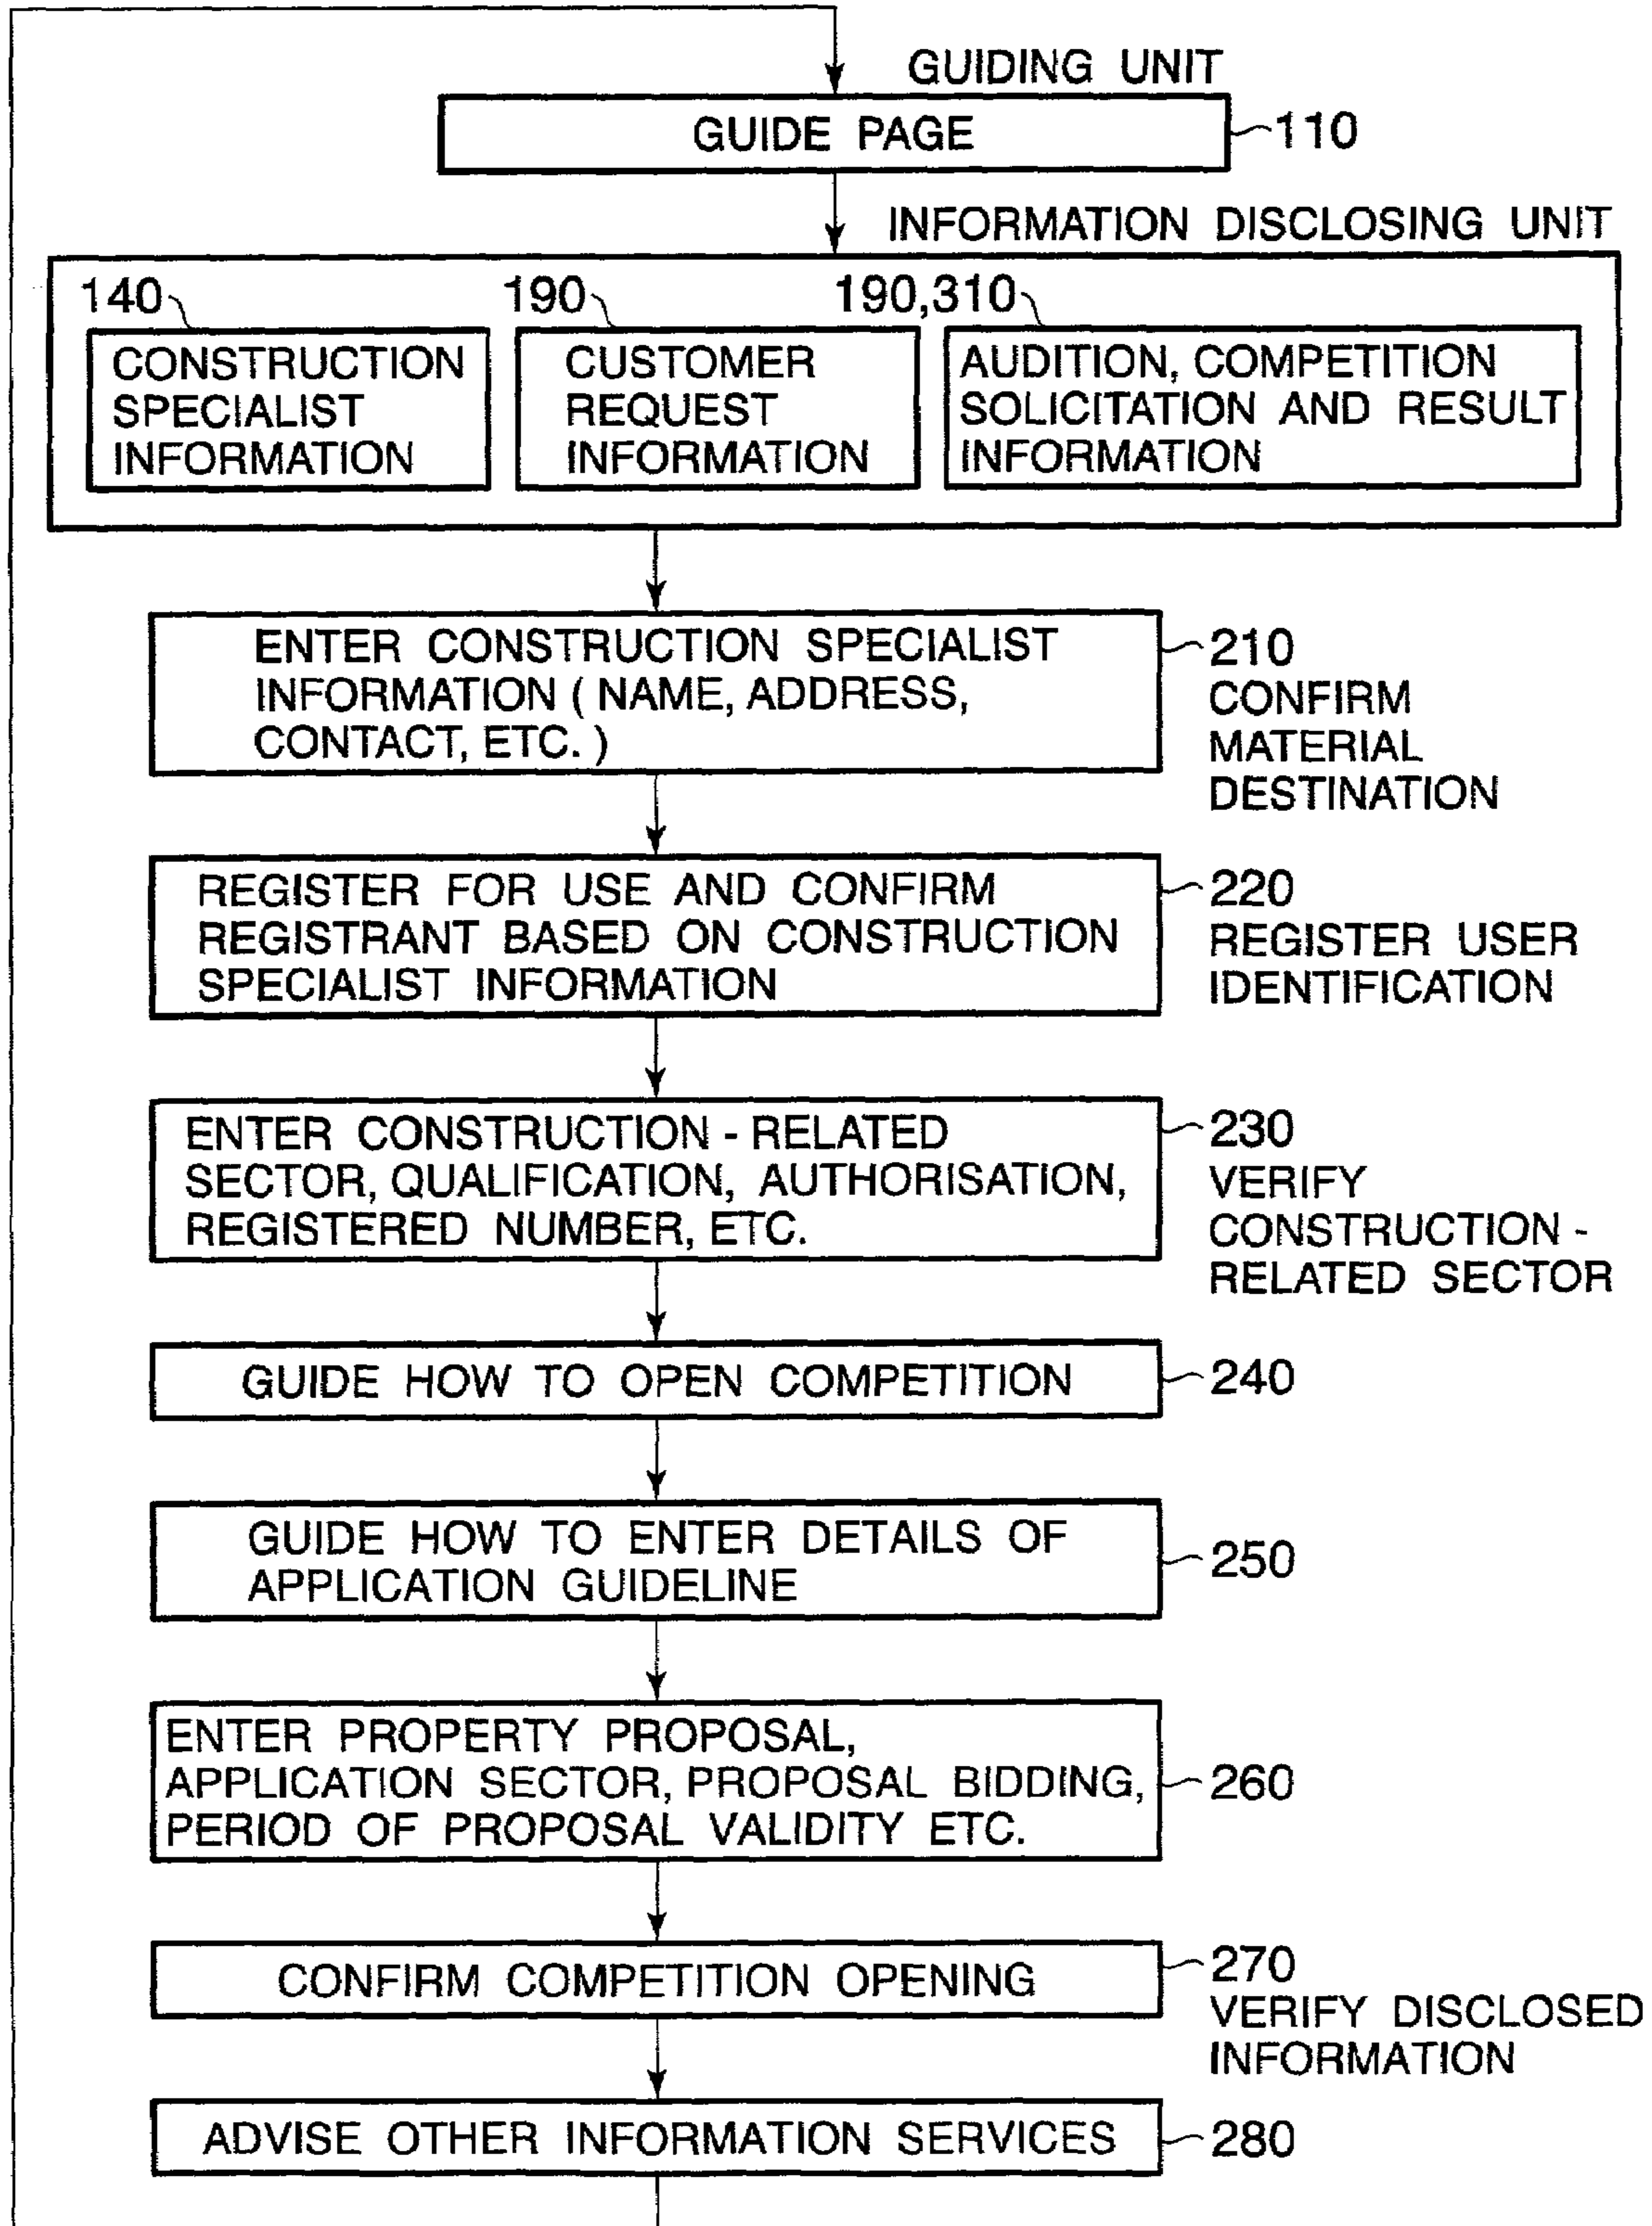 GUIDING UNIT
GUIDE PAGE
110
INFORMATION DISCLOSING UNIT
140
CONSTRUCTION
SPECIALIST
INFORMATION
190
CUSTOMER
REQUEST
INFORMATION
190,310
AUDITION, COMPETITION
SOLICITATION AND RESULT
INFORMATION
ENTER CONSTRUCTION SPECIALIST
INFORMATION ( NAME, ADDRESS,
CONTACT, ETC. )
210
CONFIRM
MATERIAL
DESTINATION
REGISTER FOR USE AND CONFIRM
REGISTRANT BASED ON CONSTRUCTION
SPECIALIST INFORMATION
220
REGISTER USER
IDENTIFICATION
ENTER CONSTRUCTION - RELATED
SECTOR, QUALIFICATION, AUTHORISATION,
REGISTERED NUMBER, ETC.
230
VERIFY
CONSTRUCTION -
RELATED SECTOR
GUIDE HOW TO OPEN COMPETITION
240
GUIDE HOW TO ENTER DETAILS OF
APPLICATION GUIDELINE
250
ENTER PROPERTY PROPOSAL,
APPLICATION SECTOR, PROPOSAL BIDDING,
PERIOD OF PROPOSAL VALIDITY ETC.
260
CONFIRM COMPETITION OPENING
270
VERIFY DISCLOSED
INFORMATION
ADVISE OTHER INFORMATION SERVICES
280